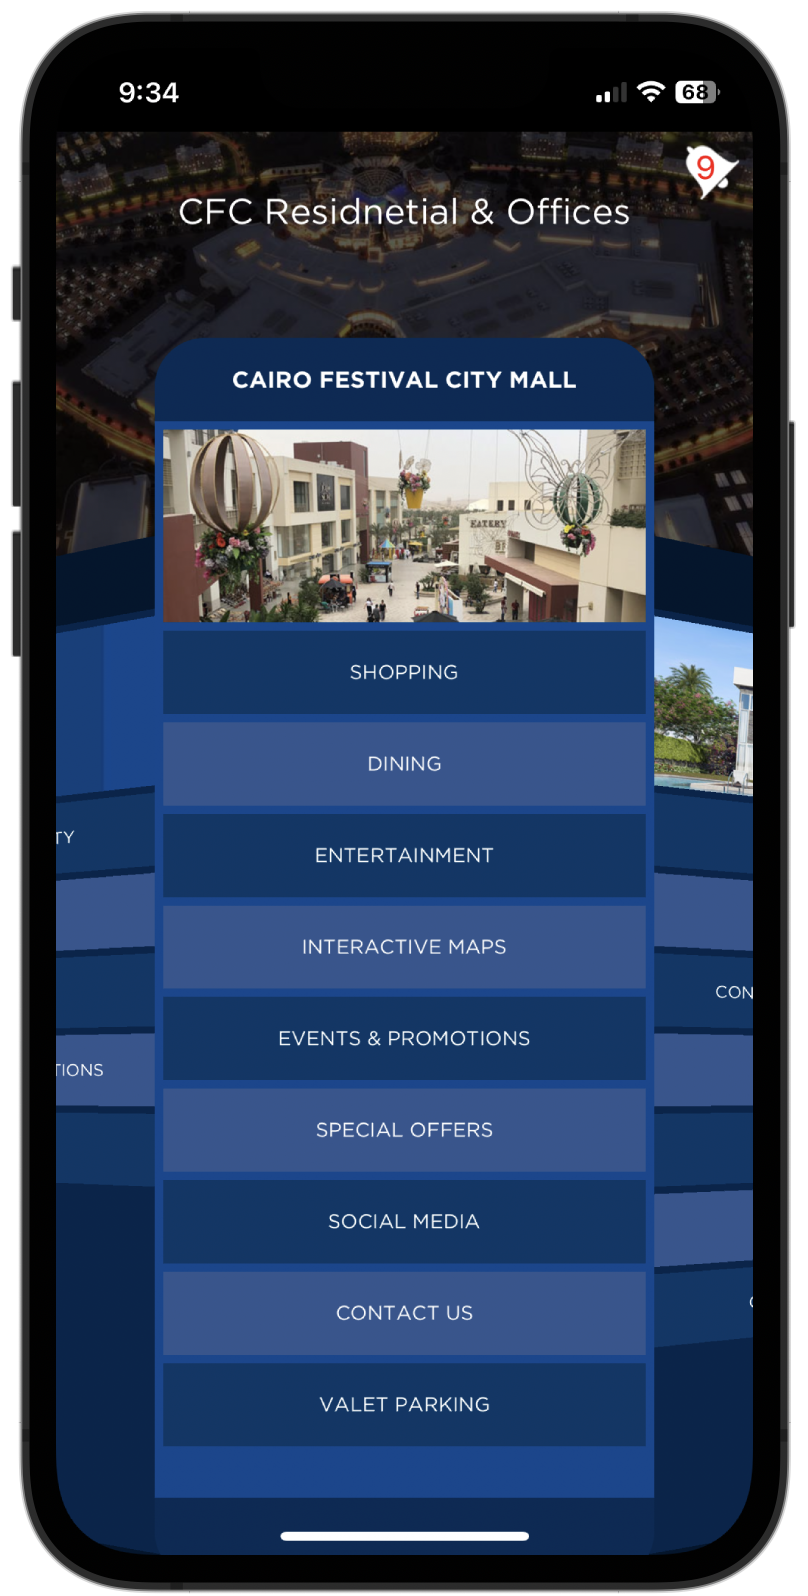 9:34
68
9
CFC Residnetial & Offices
CAIRO FESTIVAL CITY MALL
EATERY
SHOPPING
DINING
ENTERTAINMENT
INTERACTIVE MAPS
EVENTS & PROMOTIONS
SPECIAL OFFERS
SOCIAL MEDIA
CONTACT US
VALET PARKING
TY
TIONS
CON